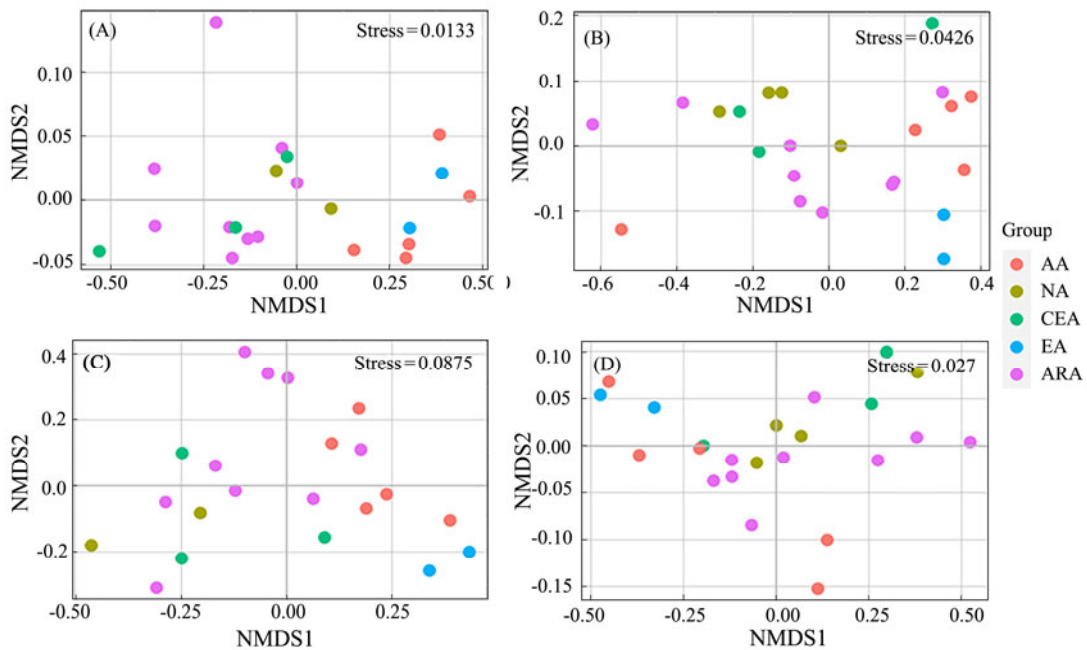 (A)
Stress=0.0133
NMDS2
0.10
0.05
0.00
-0.05
-0.50
-0.25
0.00
0.25
0.50
NMDS1
(B)
Stress=0.0426
NMDS2
0.2
0.1
0.0
-0.1
-0.6
-0.4
-0.2
0.0
0.2
0.4
NMDS1
Group
AA
NA
CEA
EA
ARA
(C)
Stress=0.0875
NMDS2
0.4
0.2
0.0
-0.2
-0.50
-0.25
0.00
0.25
NMDS1
(D)
Stress=0.027
NMDS2
0.10
0.05
0.00
-0.05
-0.10
-0.15
-0.50
-0.25
0.00
0.25
0.50
NMDS1